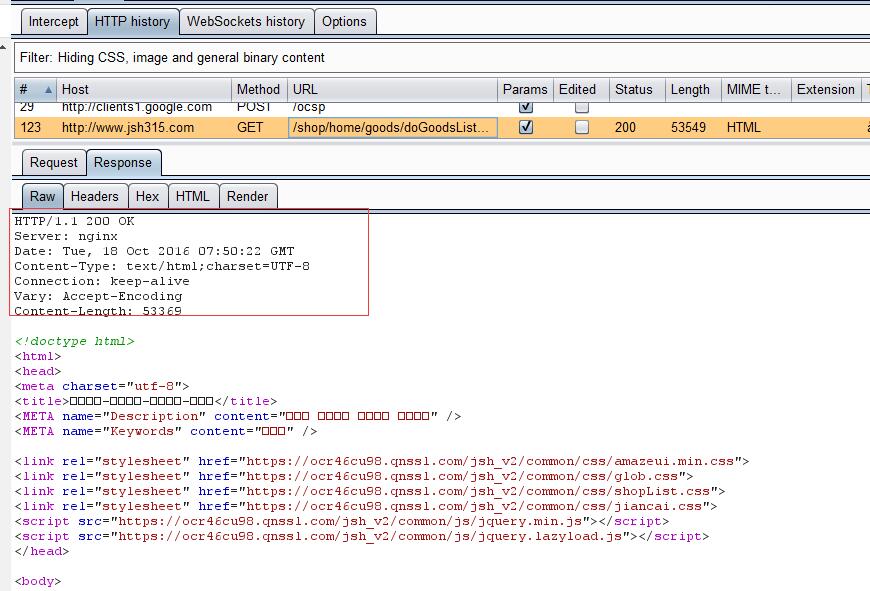 Intercept HTTP history WebSockets history Options
Filter: Hiding CSS, image and general binary content
# Host Method URL Params Edited Status Length MIME t... Extension
29 http://clients1.google.com POST /ocsp
123 http://www.jsh315.com GET /shop/home/goods/doGoodsList... 200 53549 HTML
Request Response
Raw Headers Hex HTML Render
HTTP/1.1 200 OK
Server: nginx
Date: Tue, 18 Oct 2016 07:50:22 GMT
Content-Type: text/html;charset=UTF-8
Connection: keep-alive
Vary: Accept-Encoding
Content-Length: 53369
<!doctype html>
<html>
<head>
<meta charset="utf-8">
<title>□□□□-□□□□-□□□□-□□□</title>
<META name="Description" content="□□□ □□□□ □□□□ □□□□" />
<META name="Keywords" content="□□□" />
<link rel="stylesheet" href="https://ocr46cu98.qnssl.com/jsh_v2/common/css/amazeui.min.css">
<link rel="stylesheet" href="https://ocr46cu98.qnssl.com/jsh_v2/common/css/glob.css">
<link rel="stylesheet" href="https://ocr46cu98.qnssl.com/jsh_v2/common/css/shopList.css">
<link rel="stylesheet" href="https://ocr46cu98.qnssl.com/jsh_v2/common/css/jiancai.css">
<script src="https://ocr46cu98.qnssl.com/jsh_v2/common/js/jquery.min.js"></script>
<script src="https://ocr46cu98.qnssl.com/jsh_v2/common/js/jquery.lazyload.js"></script>
</head>
<body>